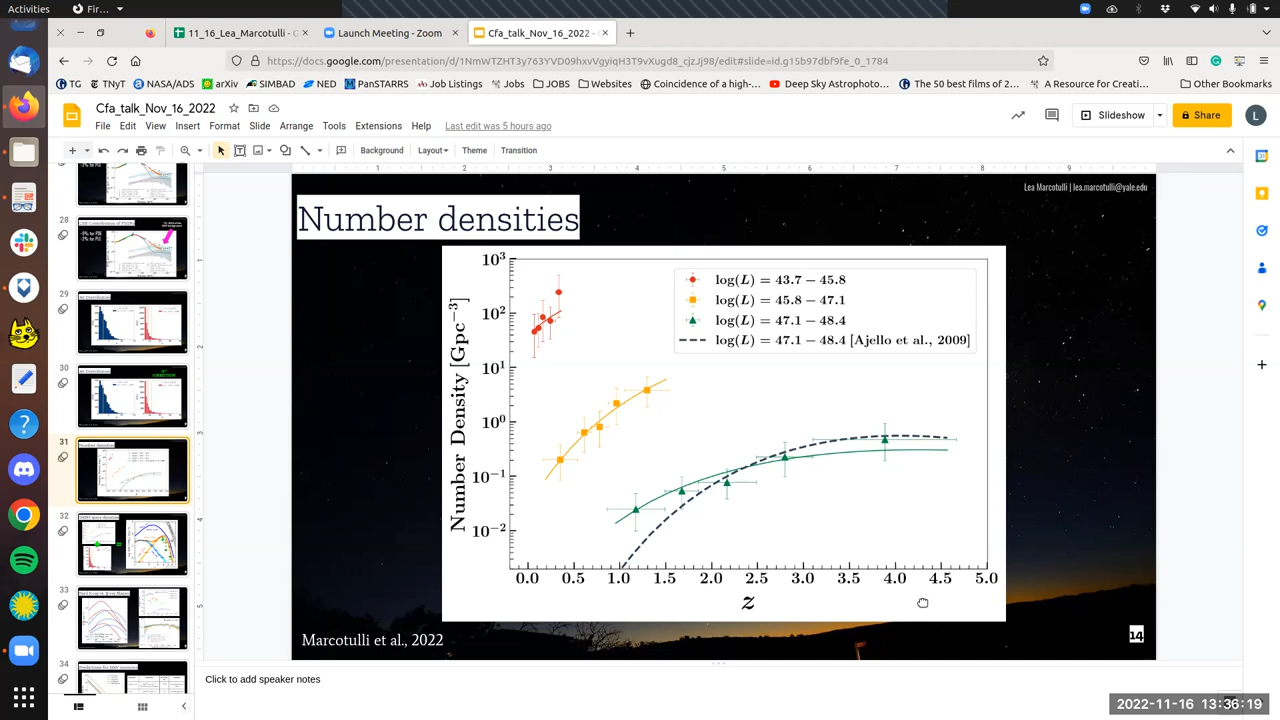 Activities
Fir…
11_16_Lea_Marcotulli - G
Launch Meeting - Zoom
Cfa_talk_Nov_16_2022 -
https://docs.google.com/presentation/d/1NmWTZHT3y763YVD09hxvVgyiqH3T9vXugd8_cjzJj98/edit#slide=id.g15b97dbf9fe_0_1784
TG
TNyT
NASA/ADS
arXiv
SIMBAD
NED
PanSTARRS
Job Listings
Jobs
JOBS
Websites
Coincidence of a high-…
Deep Sky Astrophoto…
The 50 best films of 2…
A Resource for Creati…
Other Bookmarks
Cfa_talk_Nov_16_2022
File Edit View Insert Format Slide Arrange Tools Extensions Help Last edit was 5 hours ago
Slideshow
Share
L
Background Layout Theme Transition
2 3 4 5 6 7 8 9
28
29
30
31
32
33
34
Lea Marcotulli | lea.marcotulli@yale.edu
Number densities
log(L) = 43.7 − 45.8
log(L) = 45.8 − 47.1
log(L) = 47.1 − 48.4
log(L) = 47.1 − 48.4 [Ajello et al., 2009]
Number Density [Gpc⁻³]
10³
10²
10¹
10⁰
10⁻¹
10⁻²
0.0 0.5 1.0 1.5 2.0 2.5 3.0 3.5 4.0 4.5 5.0
z
Marcotulli et al., 2022
14
Click to add speaker notes
2022-11-16 13:36:19